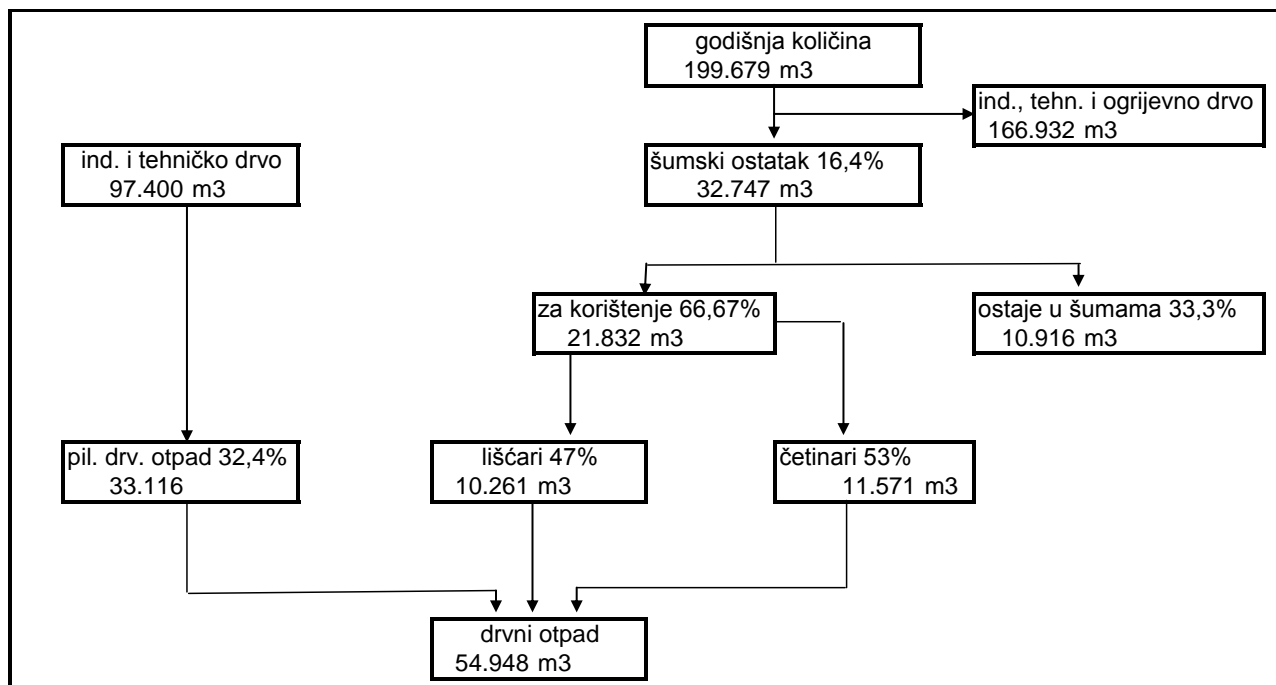 godišnja količina
199.679 m3
ind., tehn. i ogrijevno drvo
166.932 m3
ind. i tehničko drvo
97.400 m3
šumski ostatak 16,4%
32.747 m3
za korištenje 66,67%
21.832 m3
ostaje u šumama 33,3%
10.916 m3
pil. drv. otpad 32,4%
33.116
lišćari 47%
10.261 m3
četinari 53%
11.571 m3
drvni otpad
54.948 m3